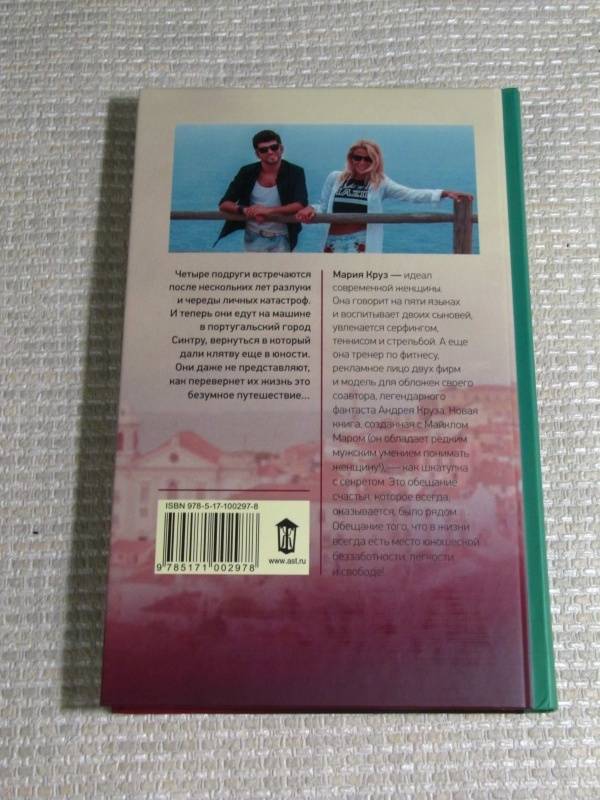 Четыре подруги встречаются
после нескольких лет разлуки
и череды личных катастроф.
И теперь они едут на машине
в португальский город
Синтру, вернуться в который
дали клятву еще в юности.
Они даже не представляют,
как перевернет их жизнь это
безумное путешествие...
Мария Круз — идеал
современной женщины.
Она говорит на пяти языках
и воспитывает двоих сыновей,
увлекается серфингом,
теннисом и стрельбой. А еще
она тренер по фитнесу,
рекламное лицо двух фирм
и модель для обложек своего
соавтора, легендарного
фантаста Андрея Круза. Новая
книга, созданная с Майклом
Маром (он обладает редким
мужским умением понимать
женщину!), — как шкатулка
с секретом. Это обещание
счастья, которое всегда,
оказывается, было рядом.
Обещание того, что в жизни
всегда есть место юношеской
беззаботности, легкости
и свободе!
ISBN 978-5-17-100297-8
9 785171 002978
www.ast.ru